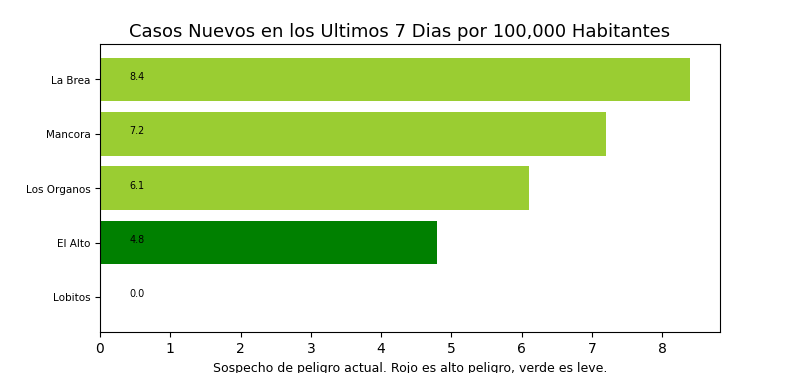 Casos Nuevos en los Ultimos 7 Dias por 100,000 Habitantes
La Brea 8.4
Mancora 7.2
Los Organos 6.1
El Alto 4.8
Lobitos 0.0
0 1 2 3 4 5 6 7 8
Sospecho de peligro actual. Rojo es alto peligro, verde es leve.